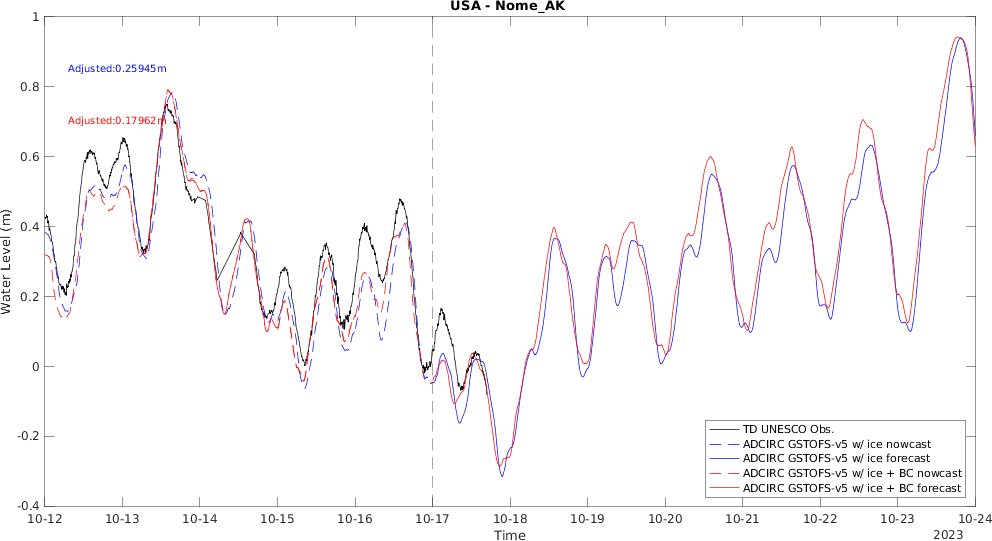 USA - Nome_AK
Adjusted:0.25945m
Adjusted:0.17962m
Water Level (m)
1
0.8
0.6
0.4
0.2
0
-0.2
-0.4
10-12 10-13 10-14 10-15 10-16 10-17 10-18 10-19 10-20 10-21 10-22 10-23 10-24
Time
2023
TD UNESCO Obs.
ADCIRC GSTOFS-v5 w/ ice nowcast
ADCIRC GSTOFS-v5 w/ ice forecast
ADCIRC GSTOFS-v5 w/ ice + BC nowcast
ADCIRC GSTOFS-v5 w/ ice + BC forecast